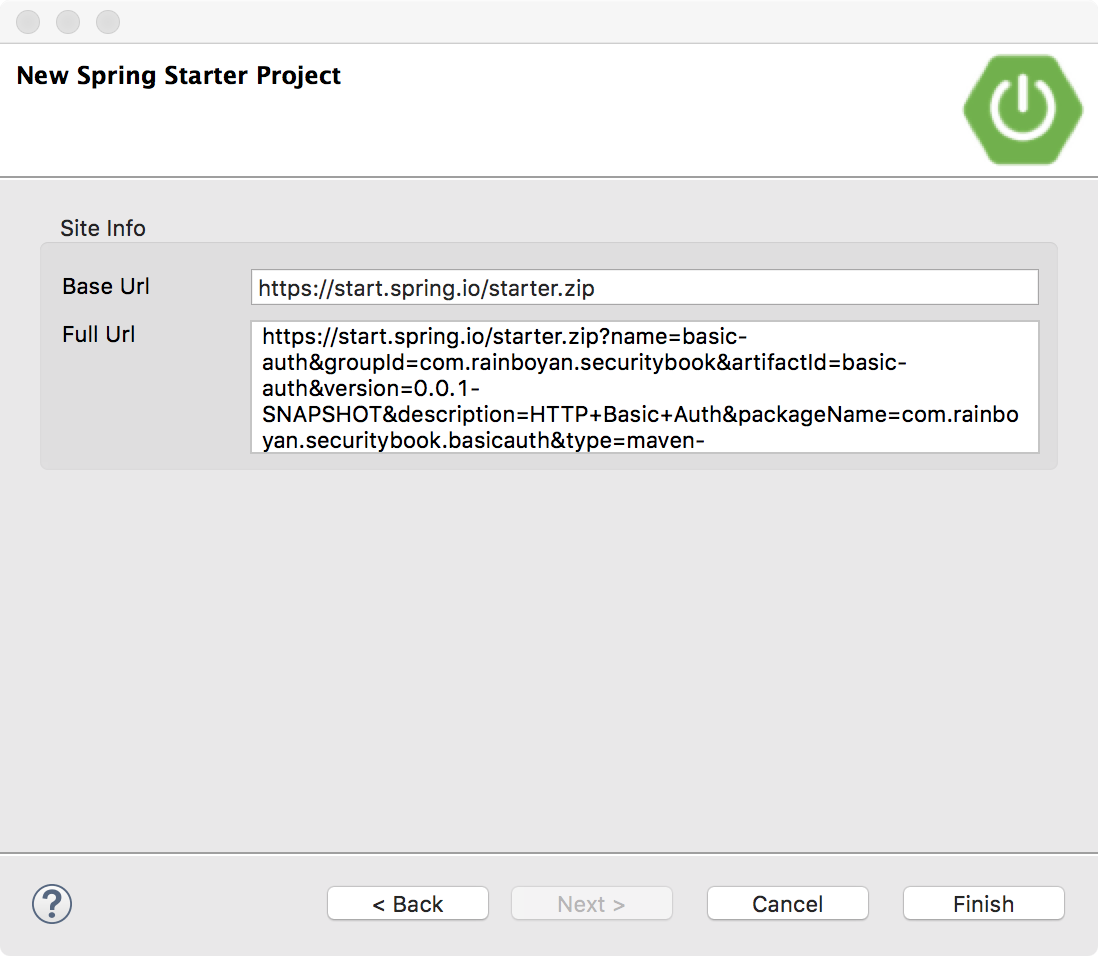 New Spring Starter Project
Site Info
Base Url
https://start.spring.io/starter.zip
Full Url
https://start.spring.io/starter.zip?name=basic-
auth&groupId=com.rainboyan.securitybook&artifactId=basic-
auth&version=0.0.1-
SNAPSHOT&description=HTTP+Basic+Auth&packageName=com.rainbo
yan.securitybook.basicauth&type=maven-
?
< Back
Next >
Cancel
Finish